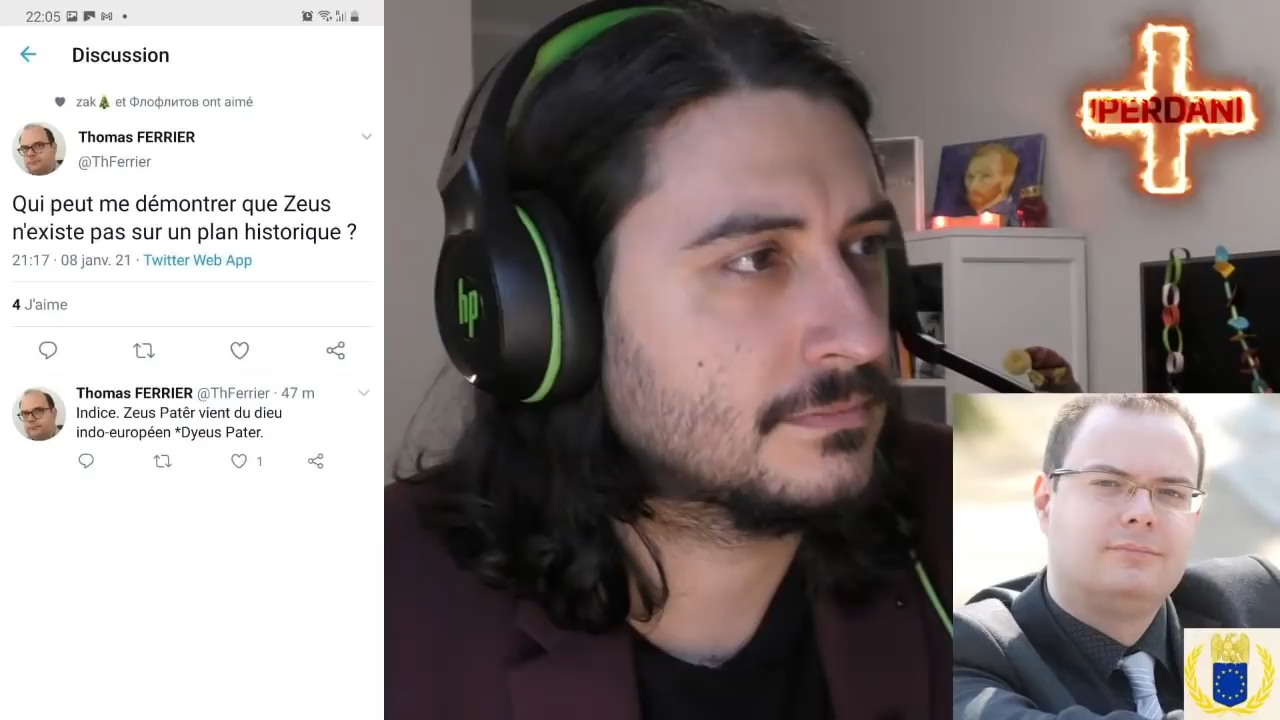 22:05
Discussion
zak🎄 et Флофлитов ont aimé
Thomas FERRIER
@ThFerrier
Qui peut me démontrer que Zeus
n'existe pas sur un plan historique ?
21:17 · 08 janv. 21 · Twitter Web App
4 J'aime
Thomas FERRIER @ThFerrier · 47 m
Indice. Zeus Patêr vient du dieu
indo-européen *Dyeus Pater.
1
hp
IPERDANI